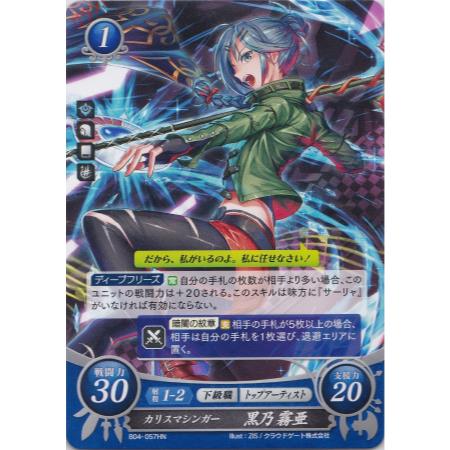 1
だから、私がいるのよ。私に任せなさい!
ディープフリーズ 常 自分の手札の枚数が相手より多い場合、この
ユニットの戦闘力は+20される。このスキルは味方に『サーリャ』
がいなければ有効にならない。
暗闇の紋章 支 相手の手札が5枚以上の場合、
相手は自分の手札を1枚選び、退避エリアに
置く。
戦闘力
30
射程 1-2
下級職
トップアーティスト
支援力
20
カリスマシンガー 黒乃 霧亜
B04-057HN
Illust:ZIS/クラウドゲート株式会社